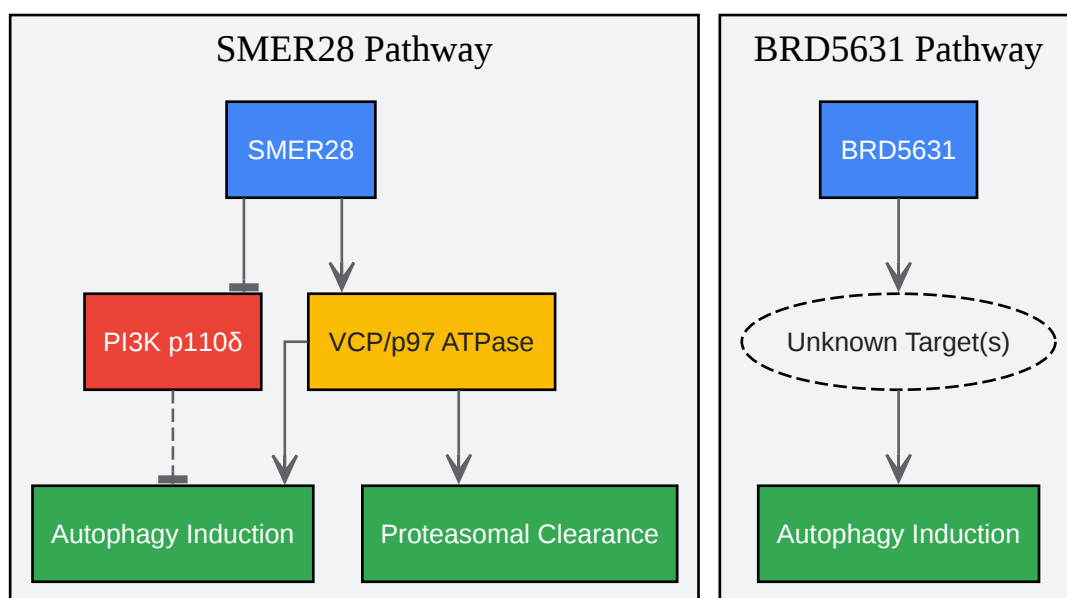 SMER28 Pathway
SMER28
PI3K p110δ
VCP/p97 ATPase
Autophagy Induction
Proteasomal Clearance
BRD5631 Pathway
BRD5631
Unknown Target(s)
Autophagy Induction